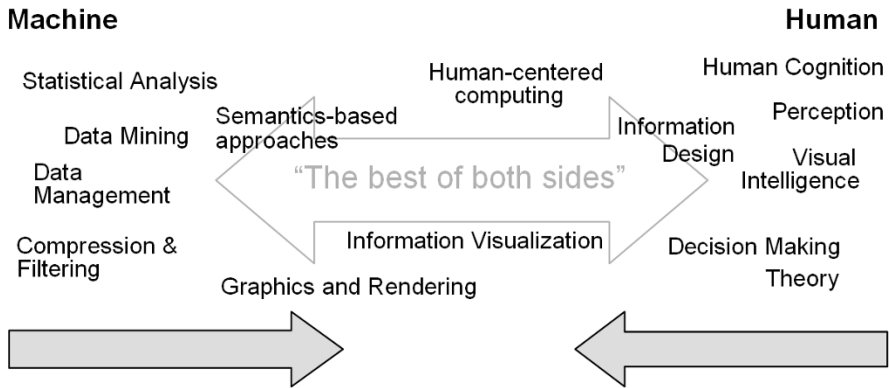 Machine
Human
Statistical Analysis
Human-centered
computing
Human Cognition
Semantics-based
approaches
Perception
Data Mining
Information
Design
Visual
Intelligence
Data
Management
“The best of both sides”
Compression &
Filtering
Information Visualization
Decision Making
Theory
Graphics and Rendering